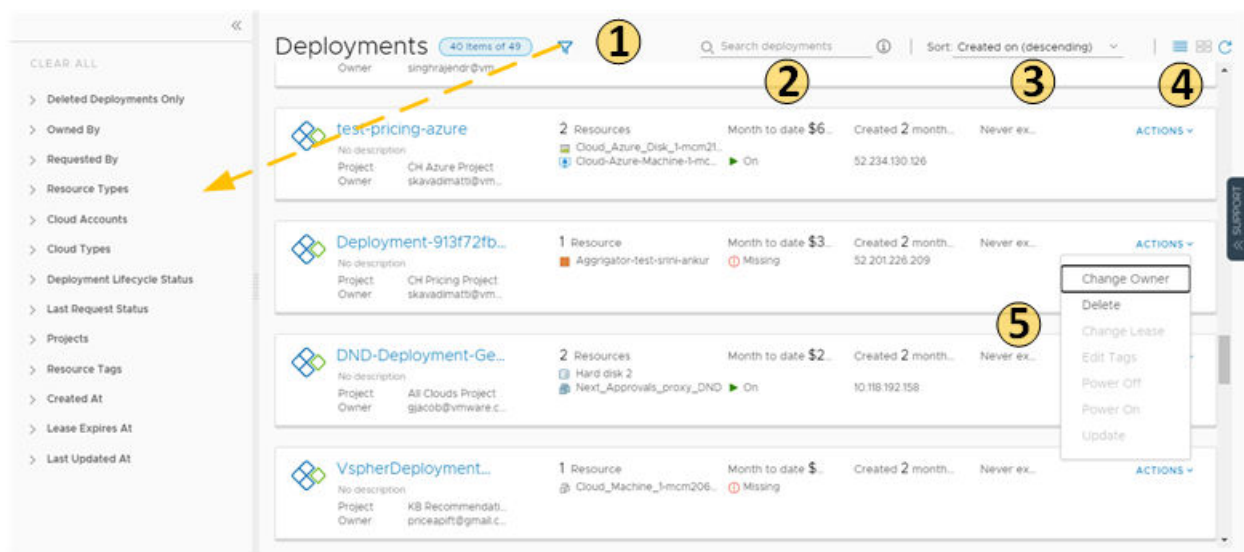 CLEAR ALL
Deleted Deployments Only
Owned By
Requested By
Resource Types
Cloud Accounts
Cloud Types
Deployment Lifecycle Status
Last Request Status
Projects
Resource Tags
Created At
Lease Expires At
Last Updated At
Deployments 40 items of 49 1 Search deployments Sort: Created on (descending)
2 3 4
Owner singhrajendr@vm...
test-pricing-azure 2 Resources Month to date $6... Created 2 month... Never ex... ACTIONS
No description Cloud_Azure_Disk_1-mcm21...
Cloud-Azure-Machine-1-mc... On 52.234.130.126
Project CH Azure Project
Owner skavadimatti@vm...
Deployment-913f72fb... 1 Resource Month to date $3... Created 2 month... Never ex... ACTIONS
No description Aggrigator-test-srini-ankur Missing 52.201.226.209
Project CH Pricing Project
Owner skavadimatti@vm...
Change Owner
Delete
Change Lease
Edit Tags
Power Off
Power On
Update
5
DND-Deployment-Ge... 2 Resources Month to date $2... Created 2 month... Never ex...
No description Hard disk 2
Next_Approvals_proxy_DND On 10.118.192.158
Project All Clouds Project
Owner gjacob@vmware.c...
VspherDeployment... 1 Resource Month to date $... Created 2 month... Never ex... ACTIONS
No description Cloud_Machine_1-mcm206... Missing
Project KB Recommendati...
Owner priceapift@gmail.c...
SUPPORT